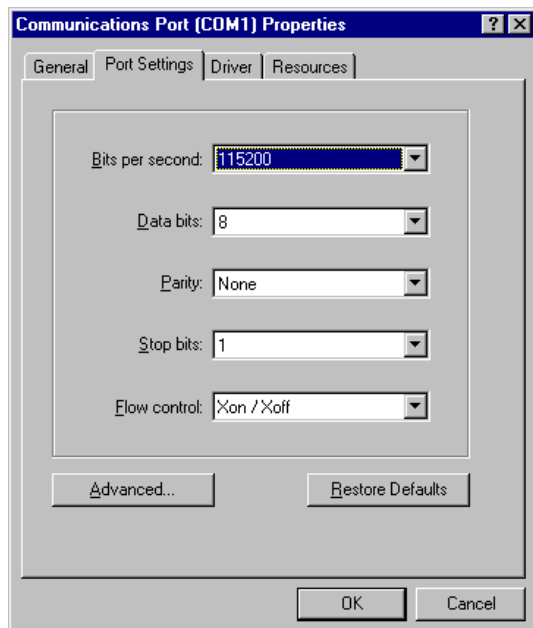 Communications Port (COM1) Properties
General Port Settings Driver Resources
Bits per second: 115200
Data bits: 8
Parity: None
Stop bits: 1
Flow control: Xon / Xoff
Advanced... Restore Defaults
OK Cancel